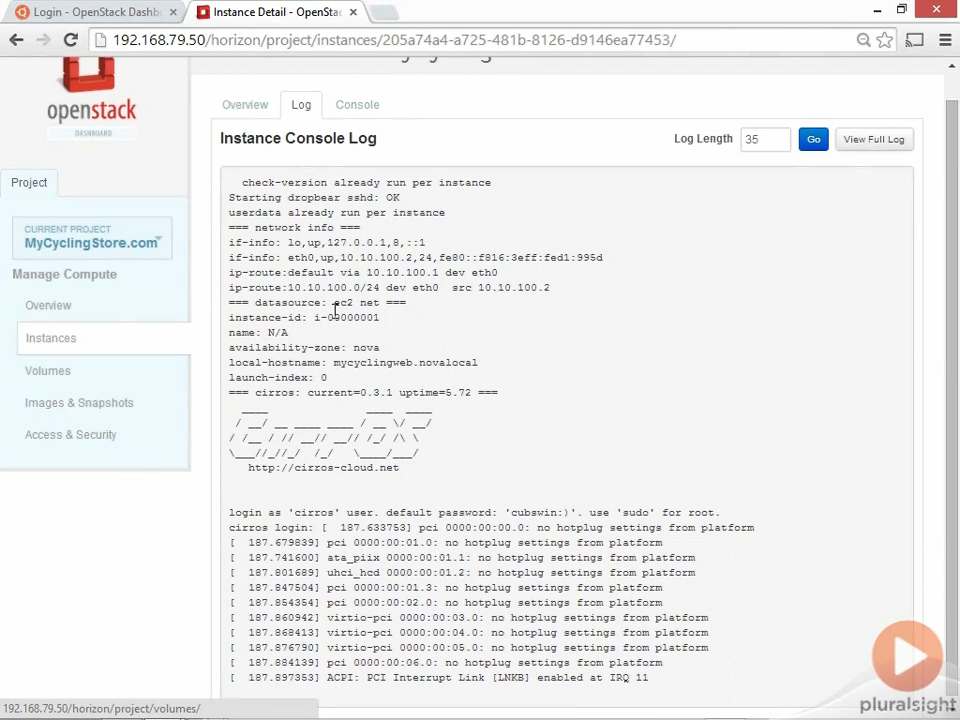 Login - OpenStack Dashb
Instance Detail - OpenSta
192.168.79.50/horizon/project/instances/205a74a4-a725-481b-8126-d9146ea77453/
openstack
DASHBOARD
Project
CURRENT PROJECT
MyCyclingStore.com
Manage Compute
Overview
Instances
Volumes
Images & Snapshots
Access & Security
Overview
Log
Console
Instance Console Log
Log Length
35
Go
View Full Log
check-version already run per instance
Starting dropbear sshd: OK
userdata already run per instance
=== network info ===
if-info: lo,up,127.0.0.1,8,::1
if-info: eth0,up,10.10.100.2,24,fe80::f816:3eff:fed1:995d
ip-route:default via 10.10.100.1 dev eth0
ip-route:10.10.100.0/24 dev eth0  src 10.10.100.2
=== datasource: ec2 net ===
instance-id: i-00000001
name: N/A
availability-zone: nova
local-hostname: mycyclingweb.novalocal
launch-index: 0
=== cirros: current=0.3.1 uptime=5.72 ===
http://cirros-cloud.net
login as 'cirros' user. default password: 'cubswin:)'. use 'sudo' for root.
cirros login: [  187.633753] pci 0000:00:00.0: no hotplug settings from platform
[  187.679839] pci 0000:00:01.0: no hotplug settings from platform
[  187.741600] ata_piix 0000:00:01.1: no hotplug settings from platform
[  187.801689] uhci_hcd 0000:00:01.2: no hotplug settings from platform
[  187.847504] pci 0000:00:01.3: no hotplug settings from platform
[  187.854354] pci 0000:00:02.0: no hotplug settings from platform
[  187.860942] virtio-pci 0000:00:03.0: no hotplug settings from platform
[  187.868413] virtio-pci 0000:00:04.0: no hotplug settings from platform
[  187.876790] virtio-pci 0000:00:05.0: no hotplug settings from platform
[  187.884139] pci 0000:00:06.0: no hotplug settings from platform
[  187.897353] ACPI: PCI Interrupt Link [LNKB] enabled at IRQ 11
192.168.79.50/horizon/project/volumes/
pluralsight